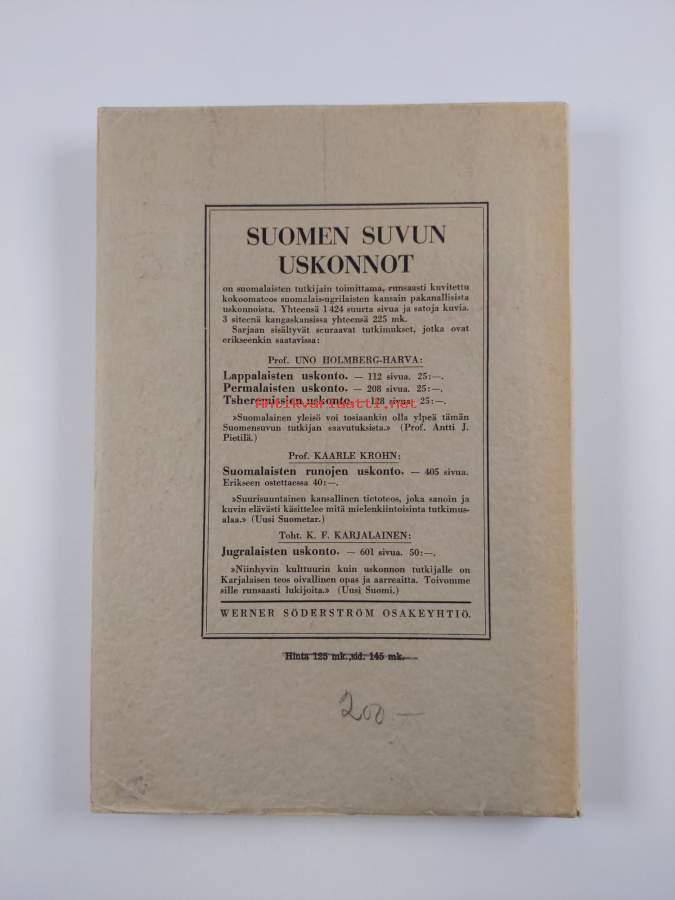 SUOMEN SUVUN
USKONNOT
on suomalaisten tutkijain toimittama, runsaasti kuvitettu
kokoomateos suomalais-ugrilaisten kansain pakanallisista
uskonnoista. Yhteensä 1 424 suurta sivua ja satoja kuvia.
3 siteenä kangaskansissa yhteensä 225 mk.
Sarjaan sisältyvät seuraavat tutkimukset, jotka ovat
erikseenkin saatavissa:
Prof. UNO HOLMBERG-HARVA:
Lappalaisten uskonto. — 112 sivua. 25:—.
Permalaisten uskonto. — 208 sivua. 25:—.
Tsheremissien uskonto. — 128 sivua. 25:—.
Antikvariaatti.net
»Suomalainen yleisö voi tosiaankin olla ylpeä tämän
Suomensuvun tutkijan saavutuksista.» (Prof. Antti J.
Pietilä.)
Prof. KAARLE KROHN:
Suomalaisten runojen uskonto. — 405 sivua.
Erikseen ostettaessa 40:—.
»Suurisuuntainen kansallinen tietoteos, joka sanoin ja
kuvin elävästi käsittelee mitä mielenkiintoisinta tutkimus-
alaa.» (Uusi Suometar.)
Toht. K. F. KARJALAINEN:
Jugralaisten uskonto. — 601 sivua. 50:—.
»Niinhyvin kulttuurin kuin uskonnon tutkijalle on
Karjalaisen teos oivallinen opas ja aarreaitta. Toivomme
sille runsaasti lukijoita.» (Uusi Suomi.)
WERNER SÖDERSTRÖM OSAKEYHTIÖ.
Hinta 125 mk., sid. 145 mk.
200.—